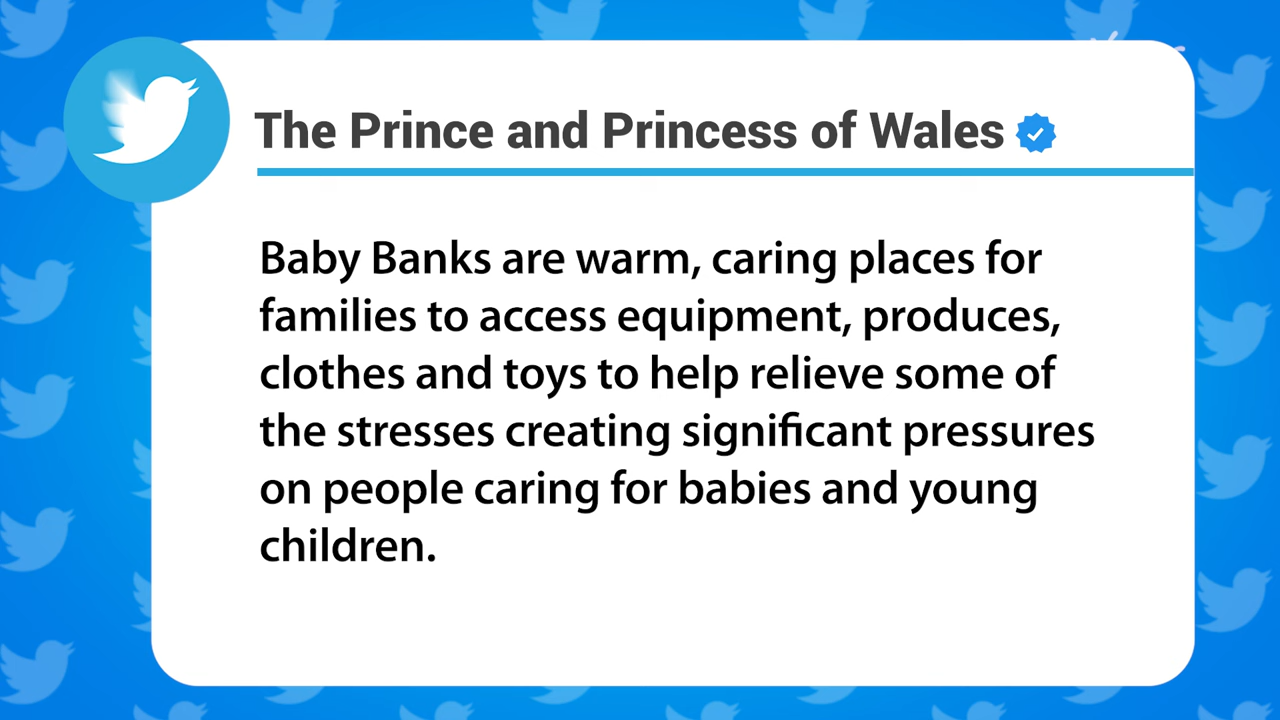 The Prince and Princess of Wales
Baby Banks are warm, caring places for
families to access equipment, produces,
clothes and toys to help relieve some of
the stresses creating significant pressures
on people caring for babies and young
children.